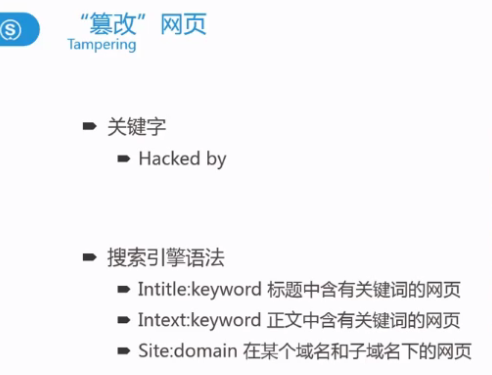 “篡改”网页
Tampering
关键字
Hacked by
搜索引擎语法
Intitle:keyword 标题中含有关键词的网页
Intext:keyword 正文中含有关键词的网页
Site:domain 在某个域名和子域名下的网页